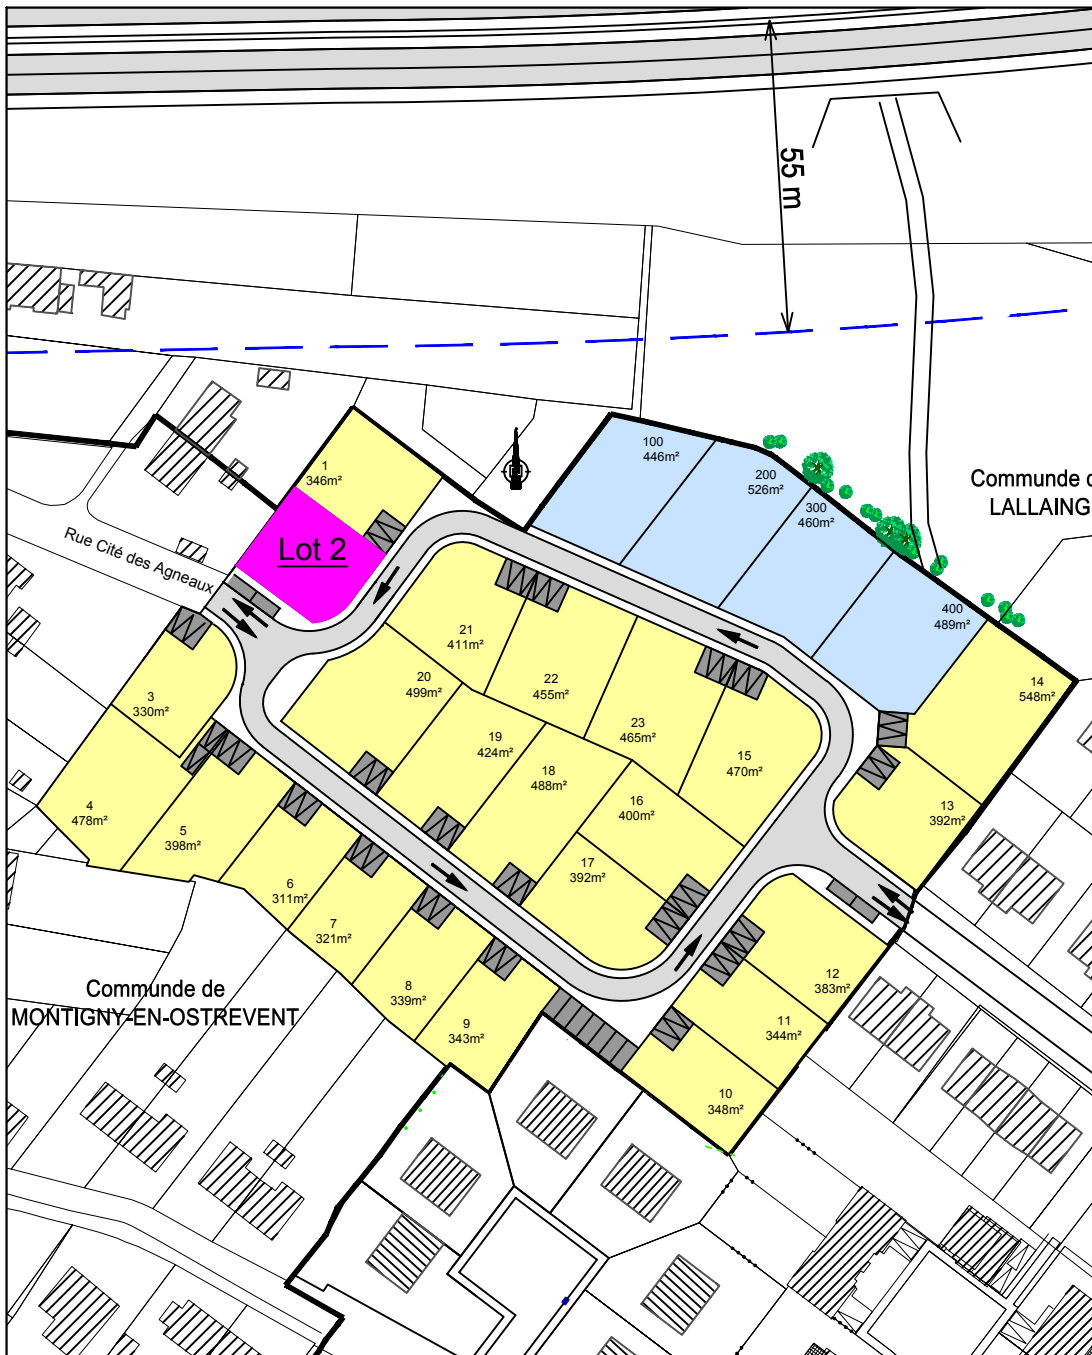 55 m
100
446m²
200
526m²
300
460m²
400
489m²
Communde d
LALLAING
1
346m²
Lot 2
Rue Cité des Agneaux
N
21
411m²
20
499m²
22
455m²
23
465m²
14
548m²
3
330m²
19
424m²
18
488m²
15
470m²
4
478m²
5
398m²
16
400m²
13
392m²
17
392m²
6
311m²
7
321m²
12
383m²
8
339m²
11
344m²
9
343m²
10
348m²
Communde de
MONTIGNY-EN-OSTREVENT